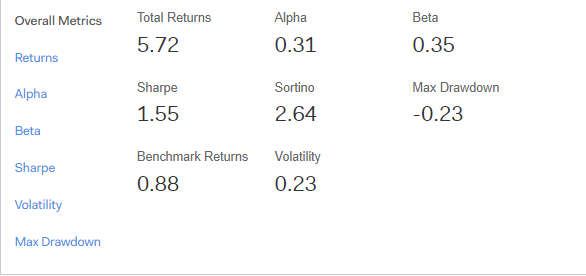 Overall Metrics
Returns
Alpha
Beta
Sharpe
Volatility
Max Drawdown
Total Returns Alpha Beta
5.72 0.31 0.35
Sharpe Sortino Max Drawdown
1.55 2.64 -0.23
Benchmark Returns Volatility
0.88 0.23